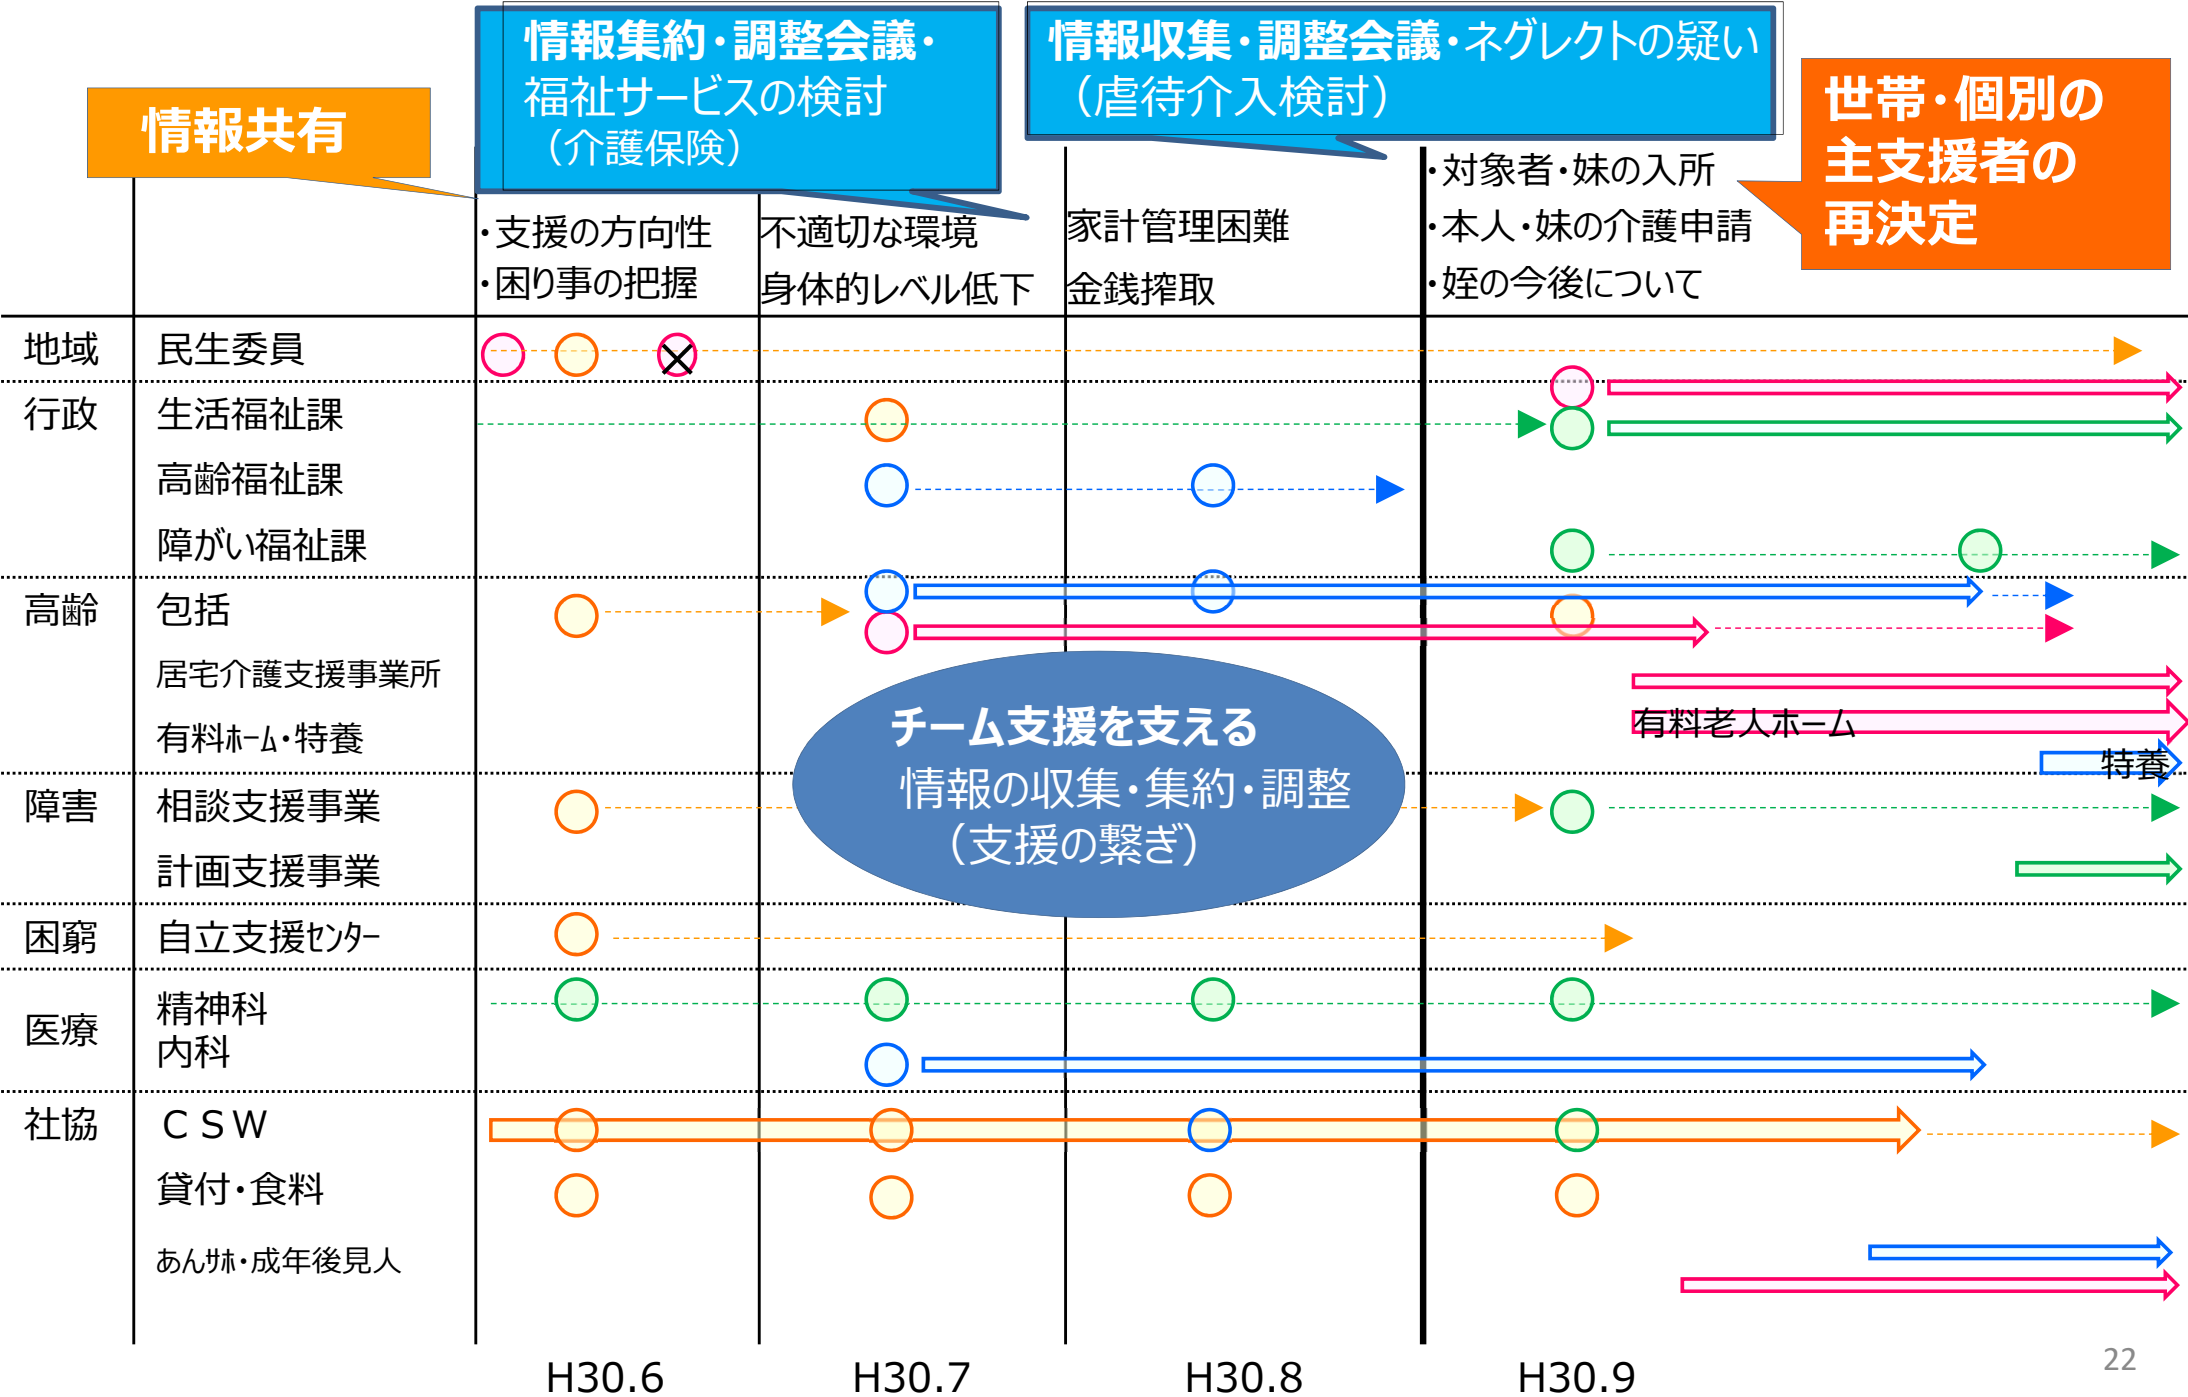 情報共有
情報集約・調整会議・
福祉サービスの検討
（介護保険）
情報収集・調整会議・ネグレクトの疑い
（虐待介入検討）
世帯・個別の
主支援者の
再決定
・支援の方向性
・困り事の把握
不適切な環境
身体的レベル低下
家計管理困難
金銭搾取
・対象者・妹の入所
・本人・妹の介護申請
・姪の今後について
地域 民生委員
行政 生活福祉課
高齢福祉課
障がい福祉課
高齢 包括
居宅介護支援事業所
有料ﾎｰﾑ・特養
有料老人ホーム
特養
チーム支援を支える
情報の収集・集約・調整
（支援の繋ぎ）
障害 相談支援事業
計画支援事業
困窮 自立支援ｾﾝﾀｰ
医療 精神科
内科
社協 ＣＳＷ
貸付・食料
あんｻﾎ・成年後見人
H30.6 H30.7 H30.8 H30.9
22